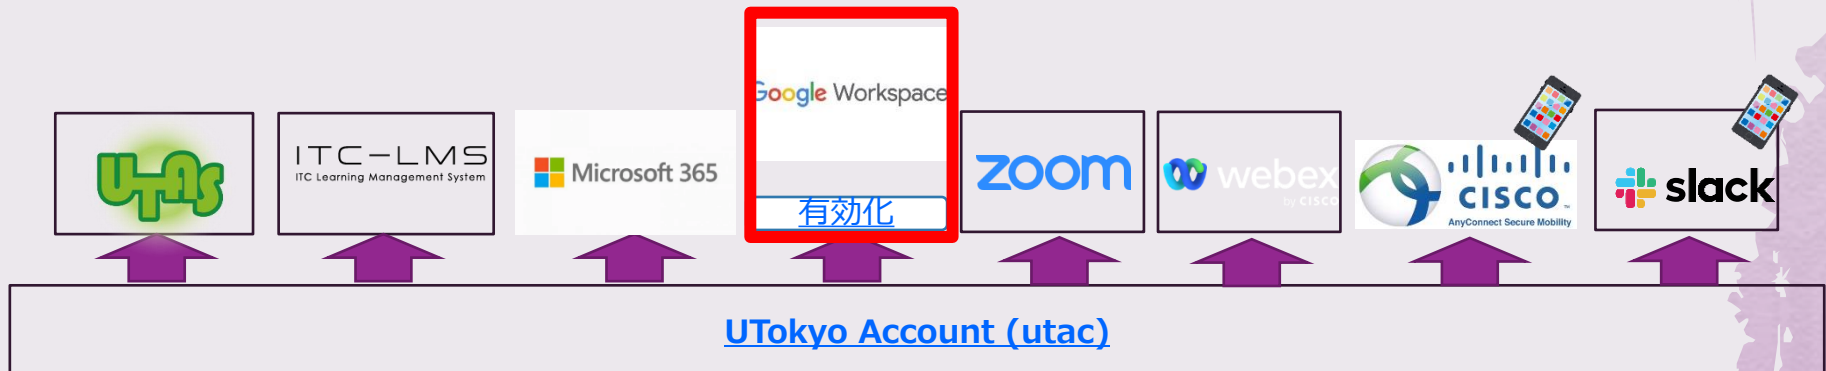 UTAS
ITC-LMS
ITC Learning Management System
Microsoft 365
Google Workspace
有効化
zoom
webex
by CISCO
CISCO
AnyConnect Secure Mobility
slack
UTokyo Account (utac)